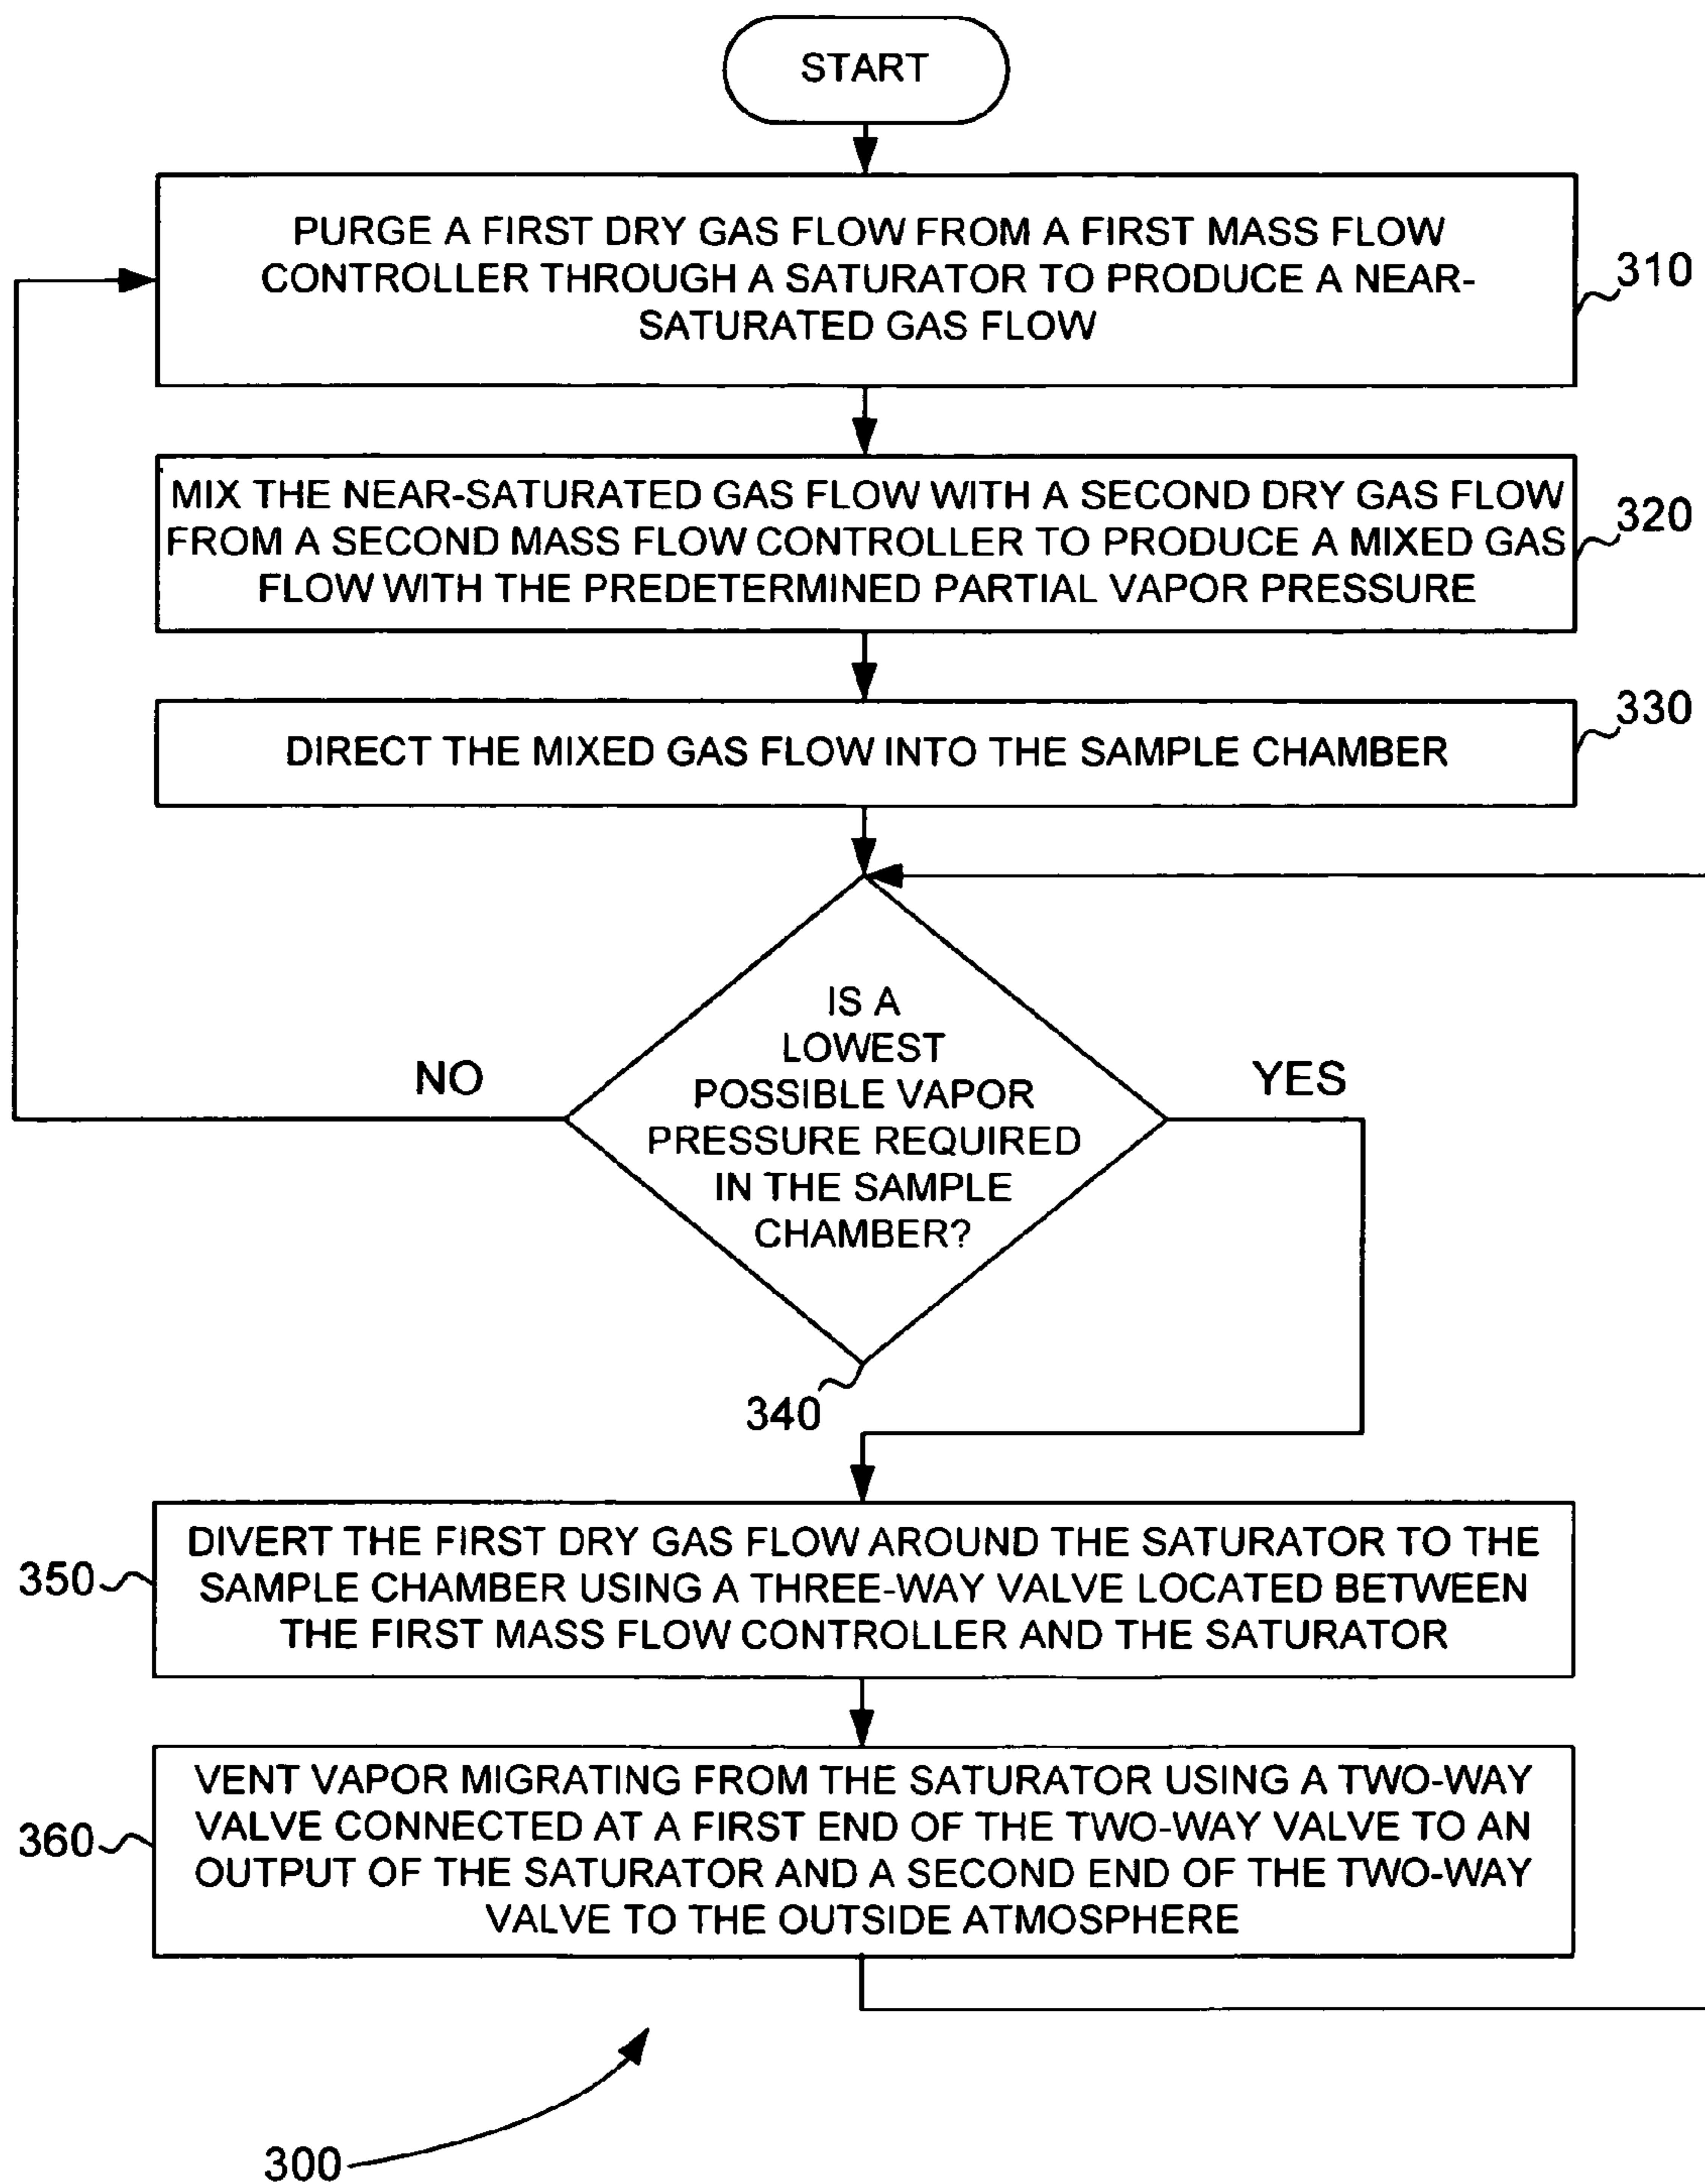 START
PURGE A FIRST DRY GAS FLOW FROM A FIRST MASS FLOW
CONTROLLER THROUGH A SATURATOR TO PRODUCE A NEAR-
SATURATED GAS FLOW
310
MIX THE NEAR-SATURATED GAS FLOW WITH A SECOND DRY GAS FLOW
FROM A SECOND MASS FLOW CONTROLLER TO PRODUCE A MIXED GAS
FLOW WITH THE PREDETERMINED PARTIAL VAPOR PRESSURE
320
DIRECT THE MIXED GAS FLOW INTO THE SAMPLE CHAMBER
330
IS A
LOWEST
POSSIBLE VAPOR
PRESSURE REQUIRED
IN THE SAMPLE
CHAMBER?
NO
YES
340
DIVERT THE FIRST DRY GAS FLOW AROUND THE SATURATOR TO THE
SAMPLE CHAMBER USING A THREE-WAY VALVE LOCATED BETWEEN
THE FIRST MASS FLOW CONTROLLER AND THE SATURATOR
350
VENT VAPOR MIGRATING FROM THE SATURATOR USING A TWO-WAY
VALVE CONNECTED AT A FIRST END OF THE TWO-WAY VALVE TO AN
OUTPUT OF THE SATURATOR AND A SECOND END OF THE TWO-WAY
VALVE TO THE OUTSIDE ATMOSPHERE
360
300